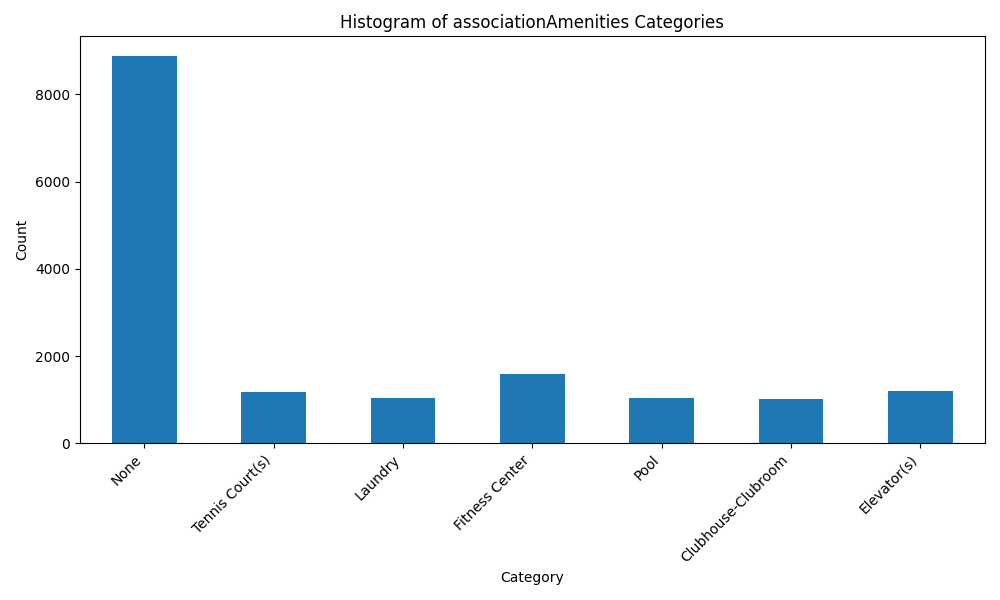 Histogram of associationAmenities Categories
Count
8000
6000
4000
2000
0
None
Tennis Court(s)
Laundry
Fitness Center
Pool
Clubhouse-Clubroom
Elevator(s)
Category